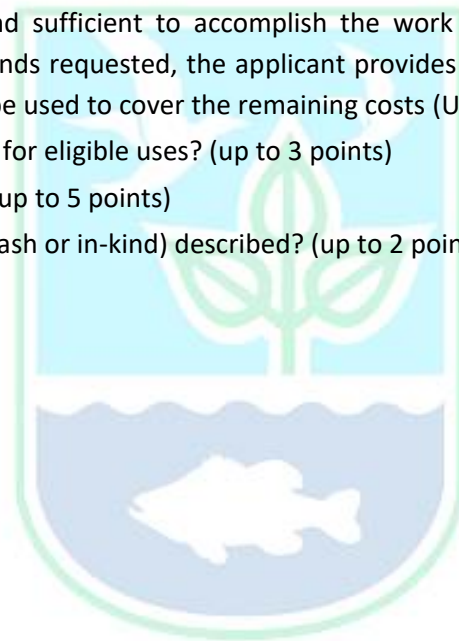 nd sufficient to accomplish the work
nds requested, the applicant provides
be used to cover the remaining costs (U
for eligible uses? (up to 3 points)
up to 5 points)
ash or in-kind) described? (up to 2 poin